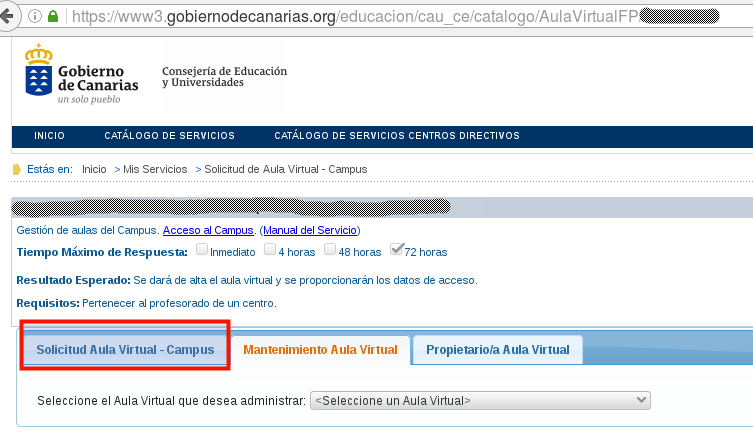 https://www3.gobiernodecanarias.org/educacion/cau_ce/catalogo/AulaVirtualFP
Gobierno
de Canarias
un solo pueblo
Consejería de Educación
y Universidades
INICIO CATÁLOGO DE SERVICIOS CATÁLOGO DE SERVICIOS CENTROS DIRECTIVOS
Estás en: Inicio > Mis Servicios > Solicitud de Aula Virtual - Campus
Gestión de aulas del Campus. Acceso al Campus. (Manual del Servicio)
Tiempo Máximo de Respuesta: Inmediato 4 horas 48 horas 72 horas
Resultado Esperado: Se dará de alta el aula virtual y se proporcionarán los datos de acceso.
Requisitos: Pertenecer al profesorado de un centro.
Solicitud Aula Virtual - Campus Mantenimiento Aula Virtual Propietario/a Aula Virtual
Seleccione el Aula Virtual que desea administrar: <Seleccione un Aula Virtual>